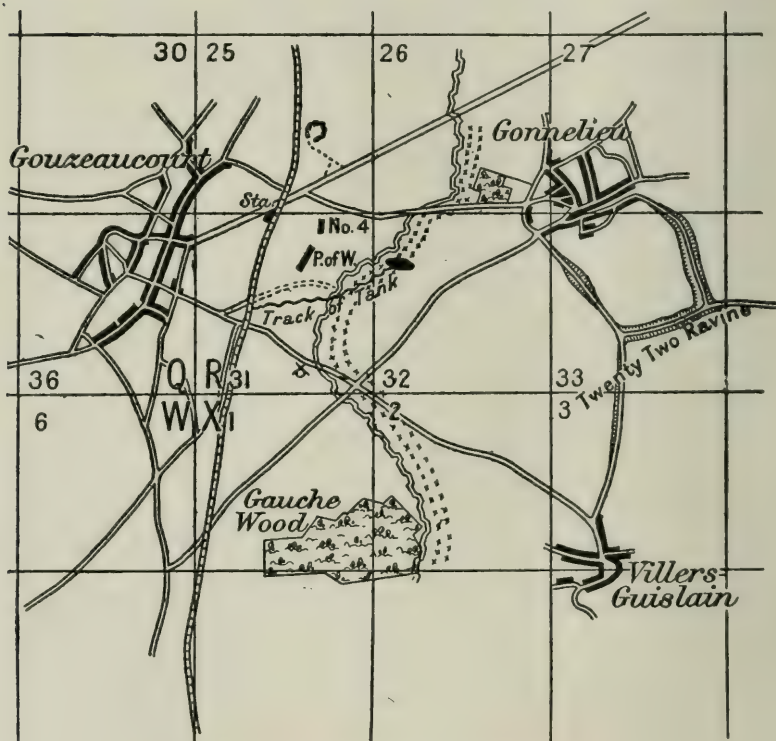 30 25
26
27
Gouzeaucourt
Gonnelieu
Sta.
No. 4
P. of W.
Track of Tank
Twenty Two Ravine
36
Q R 31
32
33
6
W X 1
2
3
Gauche
Wood
Villers-
Guislain